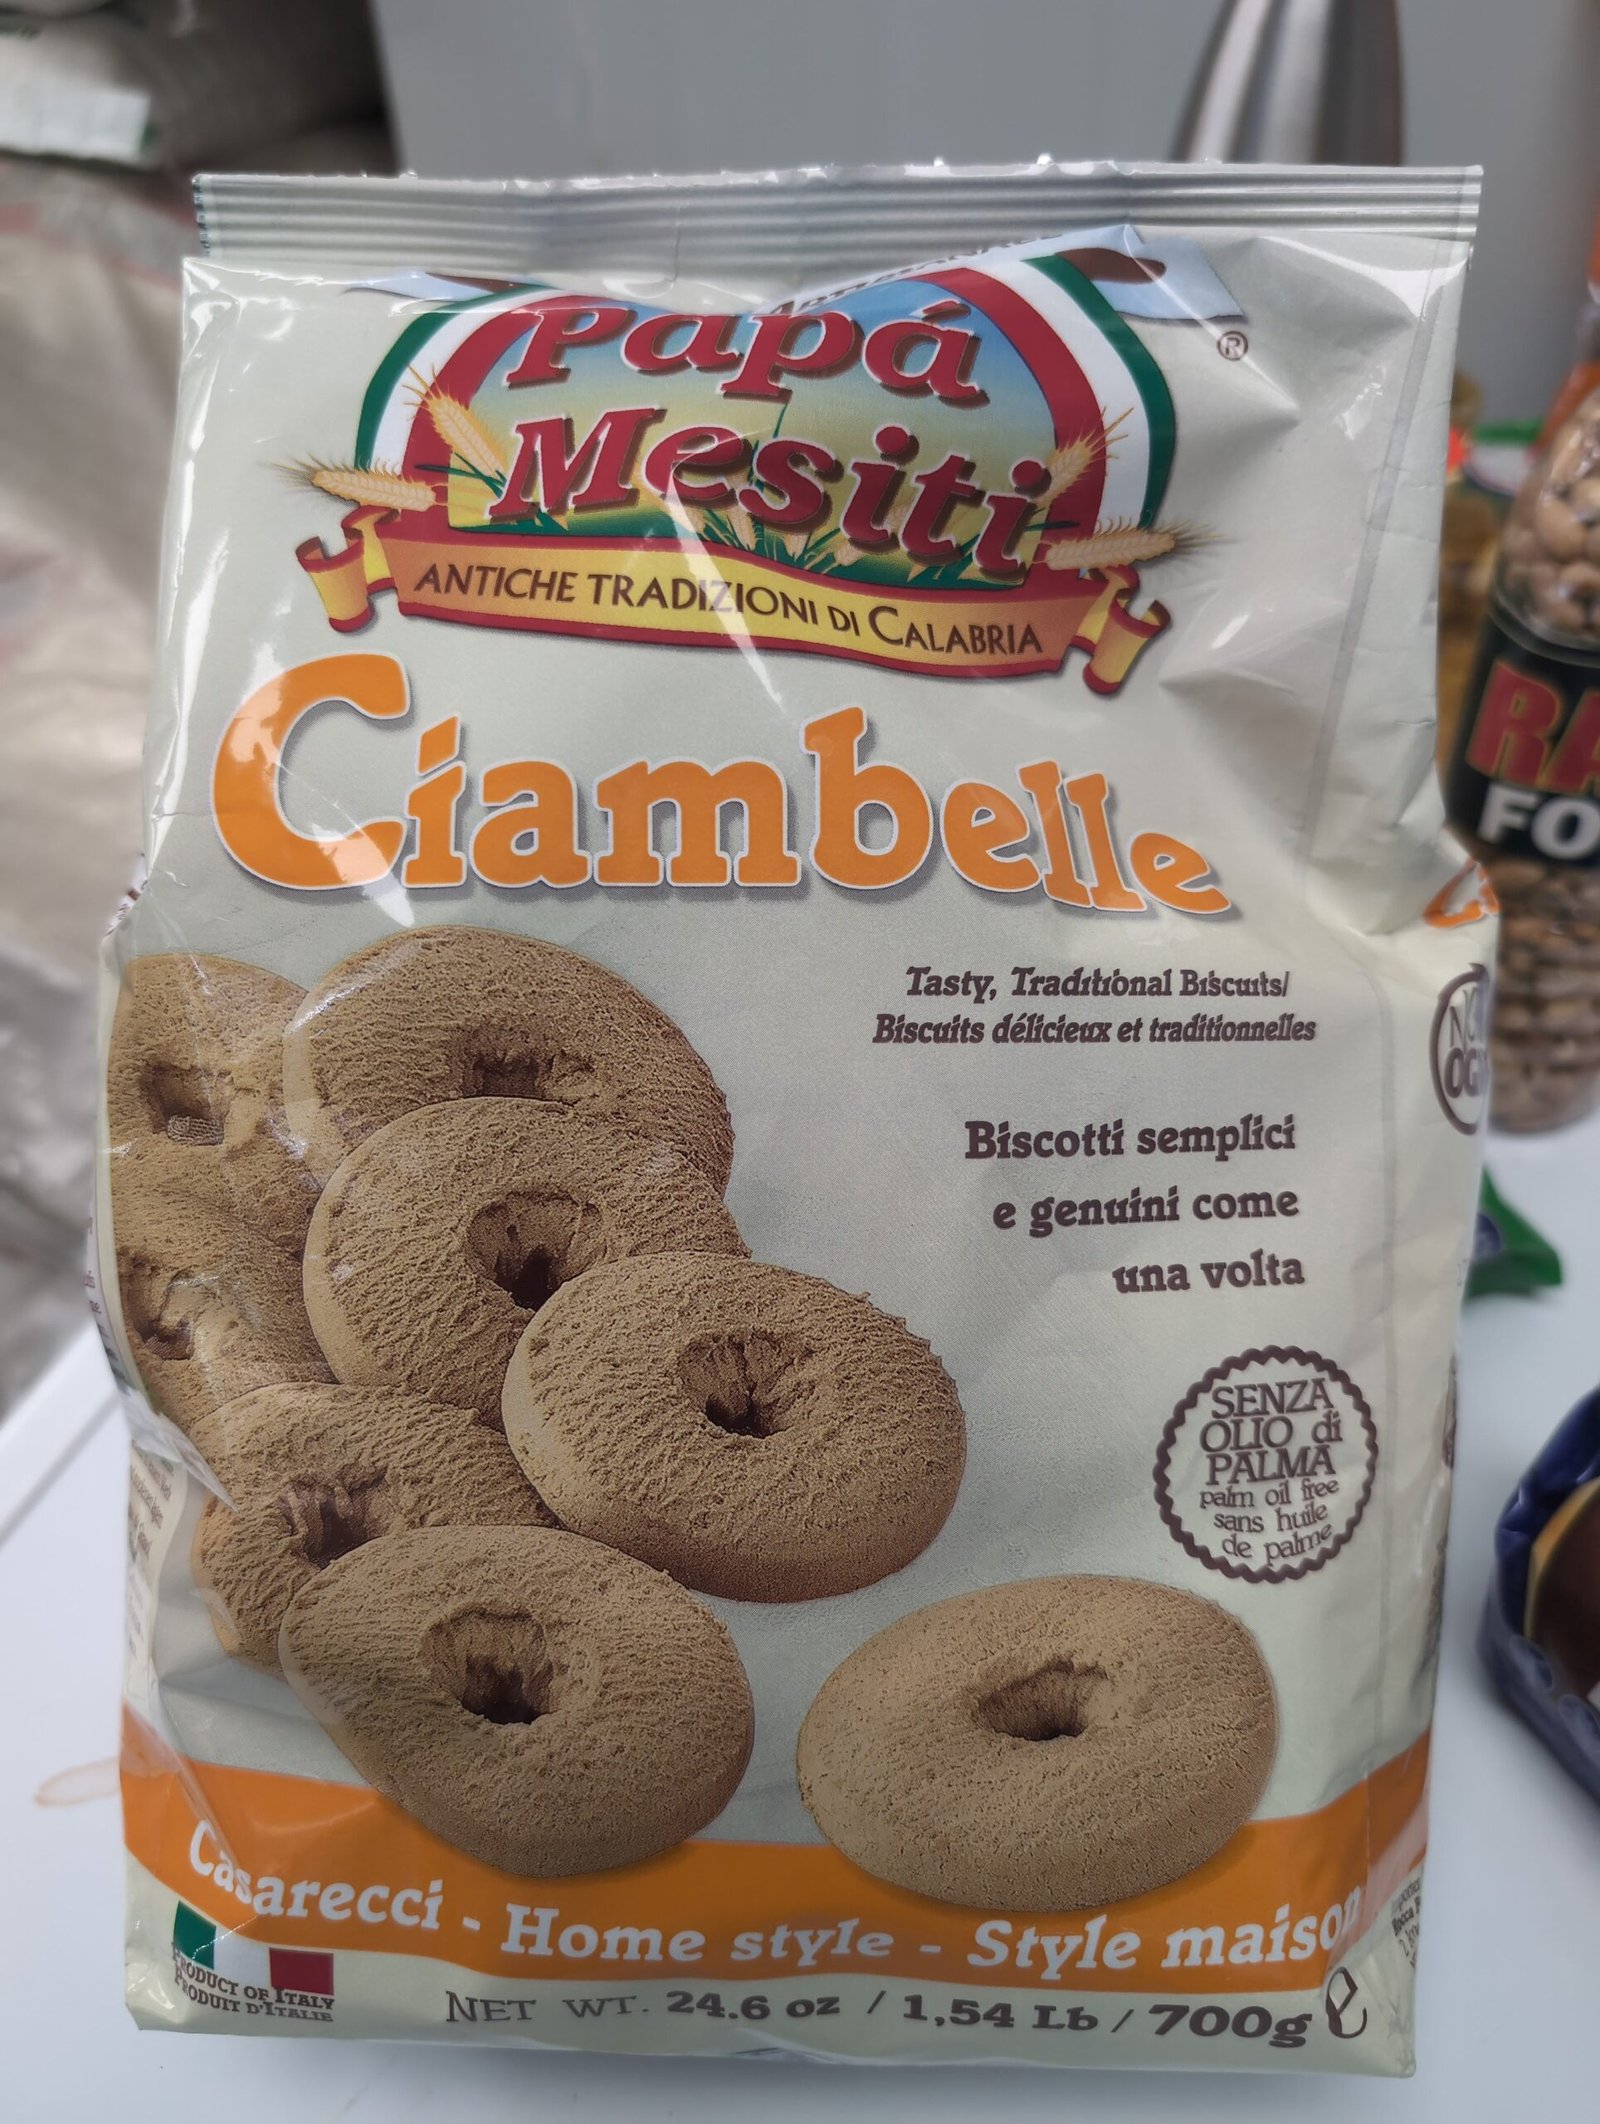 Papá
Mesiti
®
ANTICHE TRADIZIONI DI CALABRIA
Ciambelle
Tasty, Traditional Biscuits/
Biscuits délicieux et traditionnelles
Biscotti semplici
e genuini come
una volta
SENZA
OLIO di
PALMA
palm oil free
sans huile
de palme
Casarecci - Home style - Style maison
PRODUCT OF ITALY
PRODUIT D'ITALIE
NET WT. 24.6 oz / 1,54 Lb / 700g e